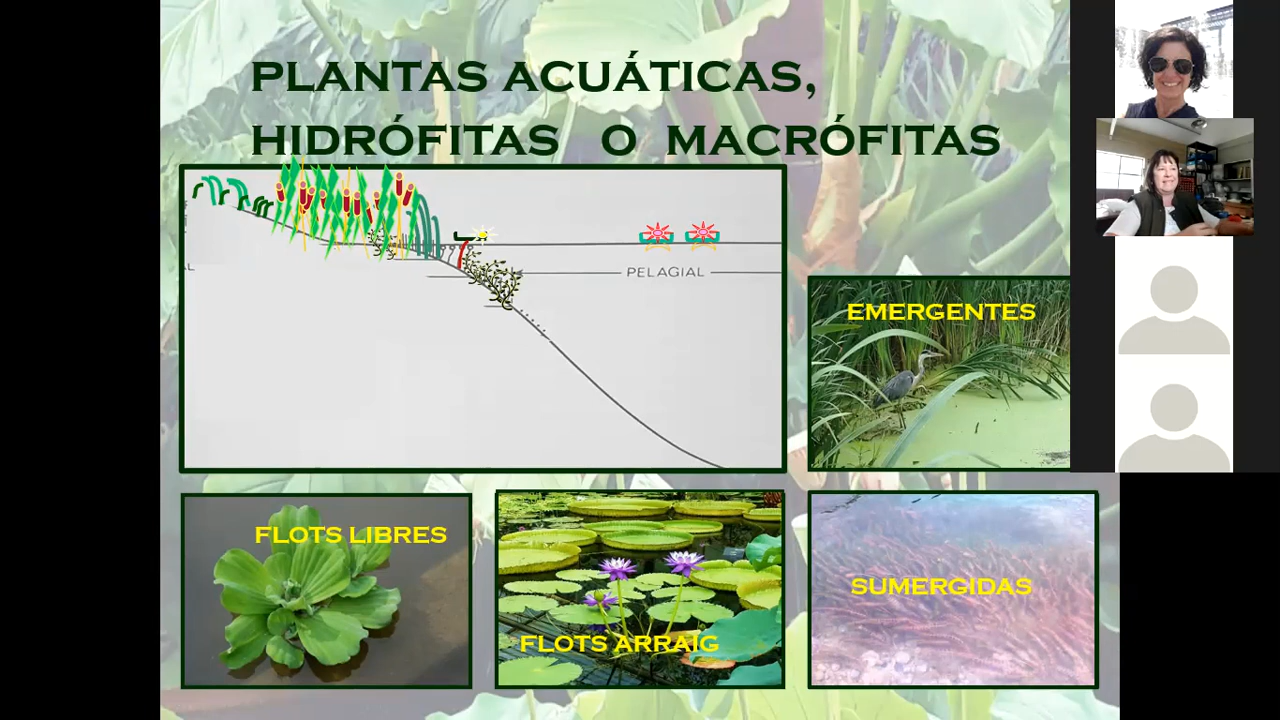 PLANTAS ACUÁTICAS,
HIDRÓFITAS O MACRÓFITAS
L
PELAGIAL
EMERGENTES
FLOTS LIBRES
FLOTS ARRAIG
SUMERGIDAS